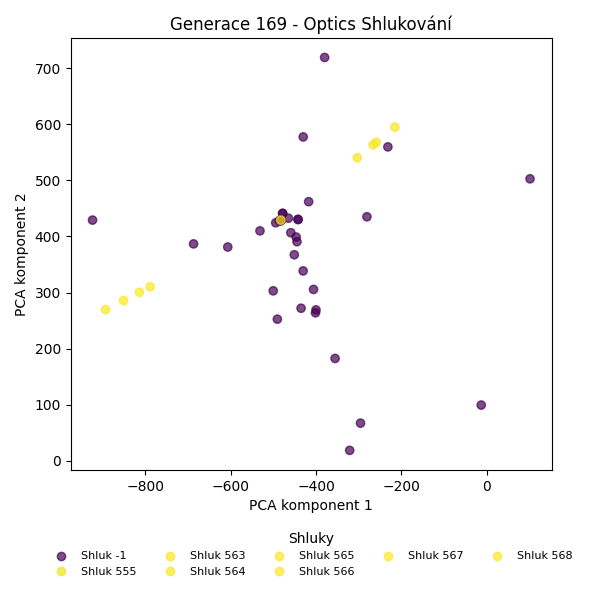 Generace 169 - Optics Shlukování
PCA komponent 2
700
600
500
400
300
200
100
0
−800
−600
−400
−200
0
PCA komponent 1
Shluky
Shluk -1
Shluk 563
Shluk 565
Shluk 567
Shluk 568
Shluk 555
Shluk 564
Shluk 566